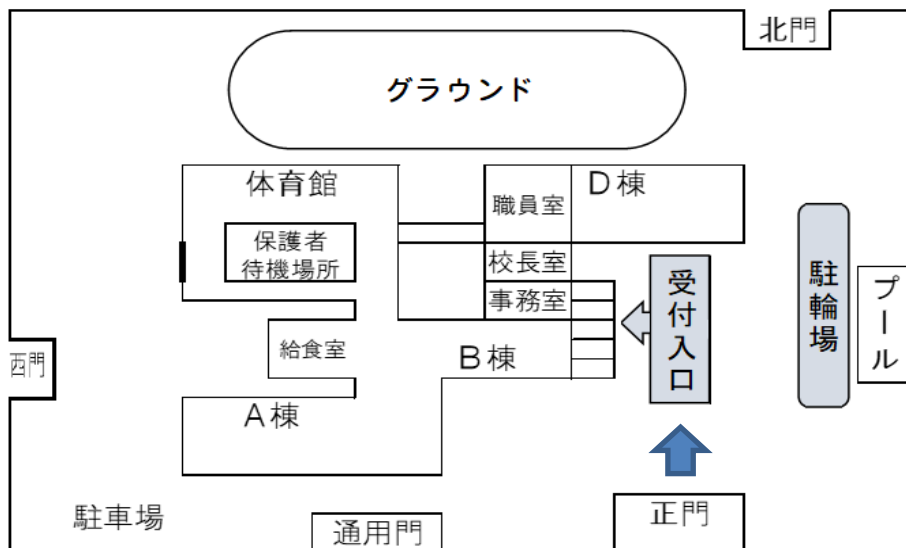 北門
グラウンド
体育館
職員室
D棟
保護者
待機場所
校長室
事務室
受付入口
駐輪場
プール
西門
給食室
B棟
A棟
駐車場
通用門
正門